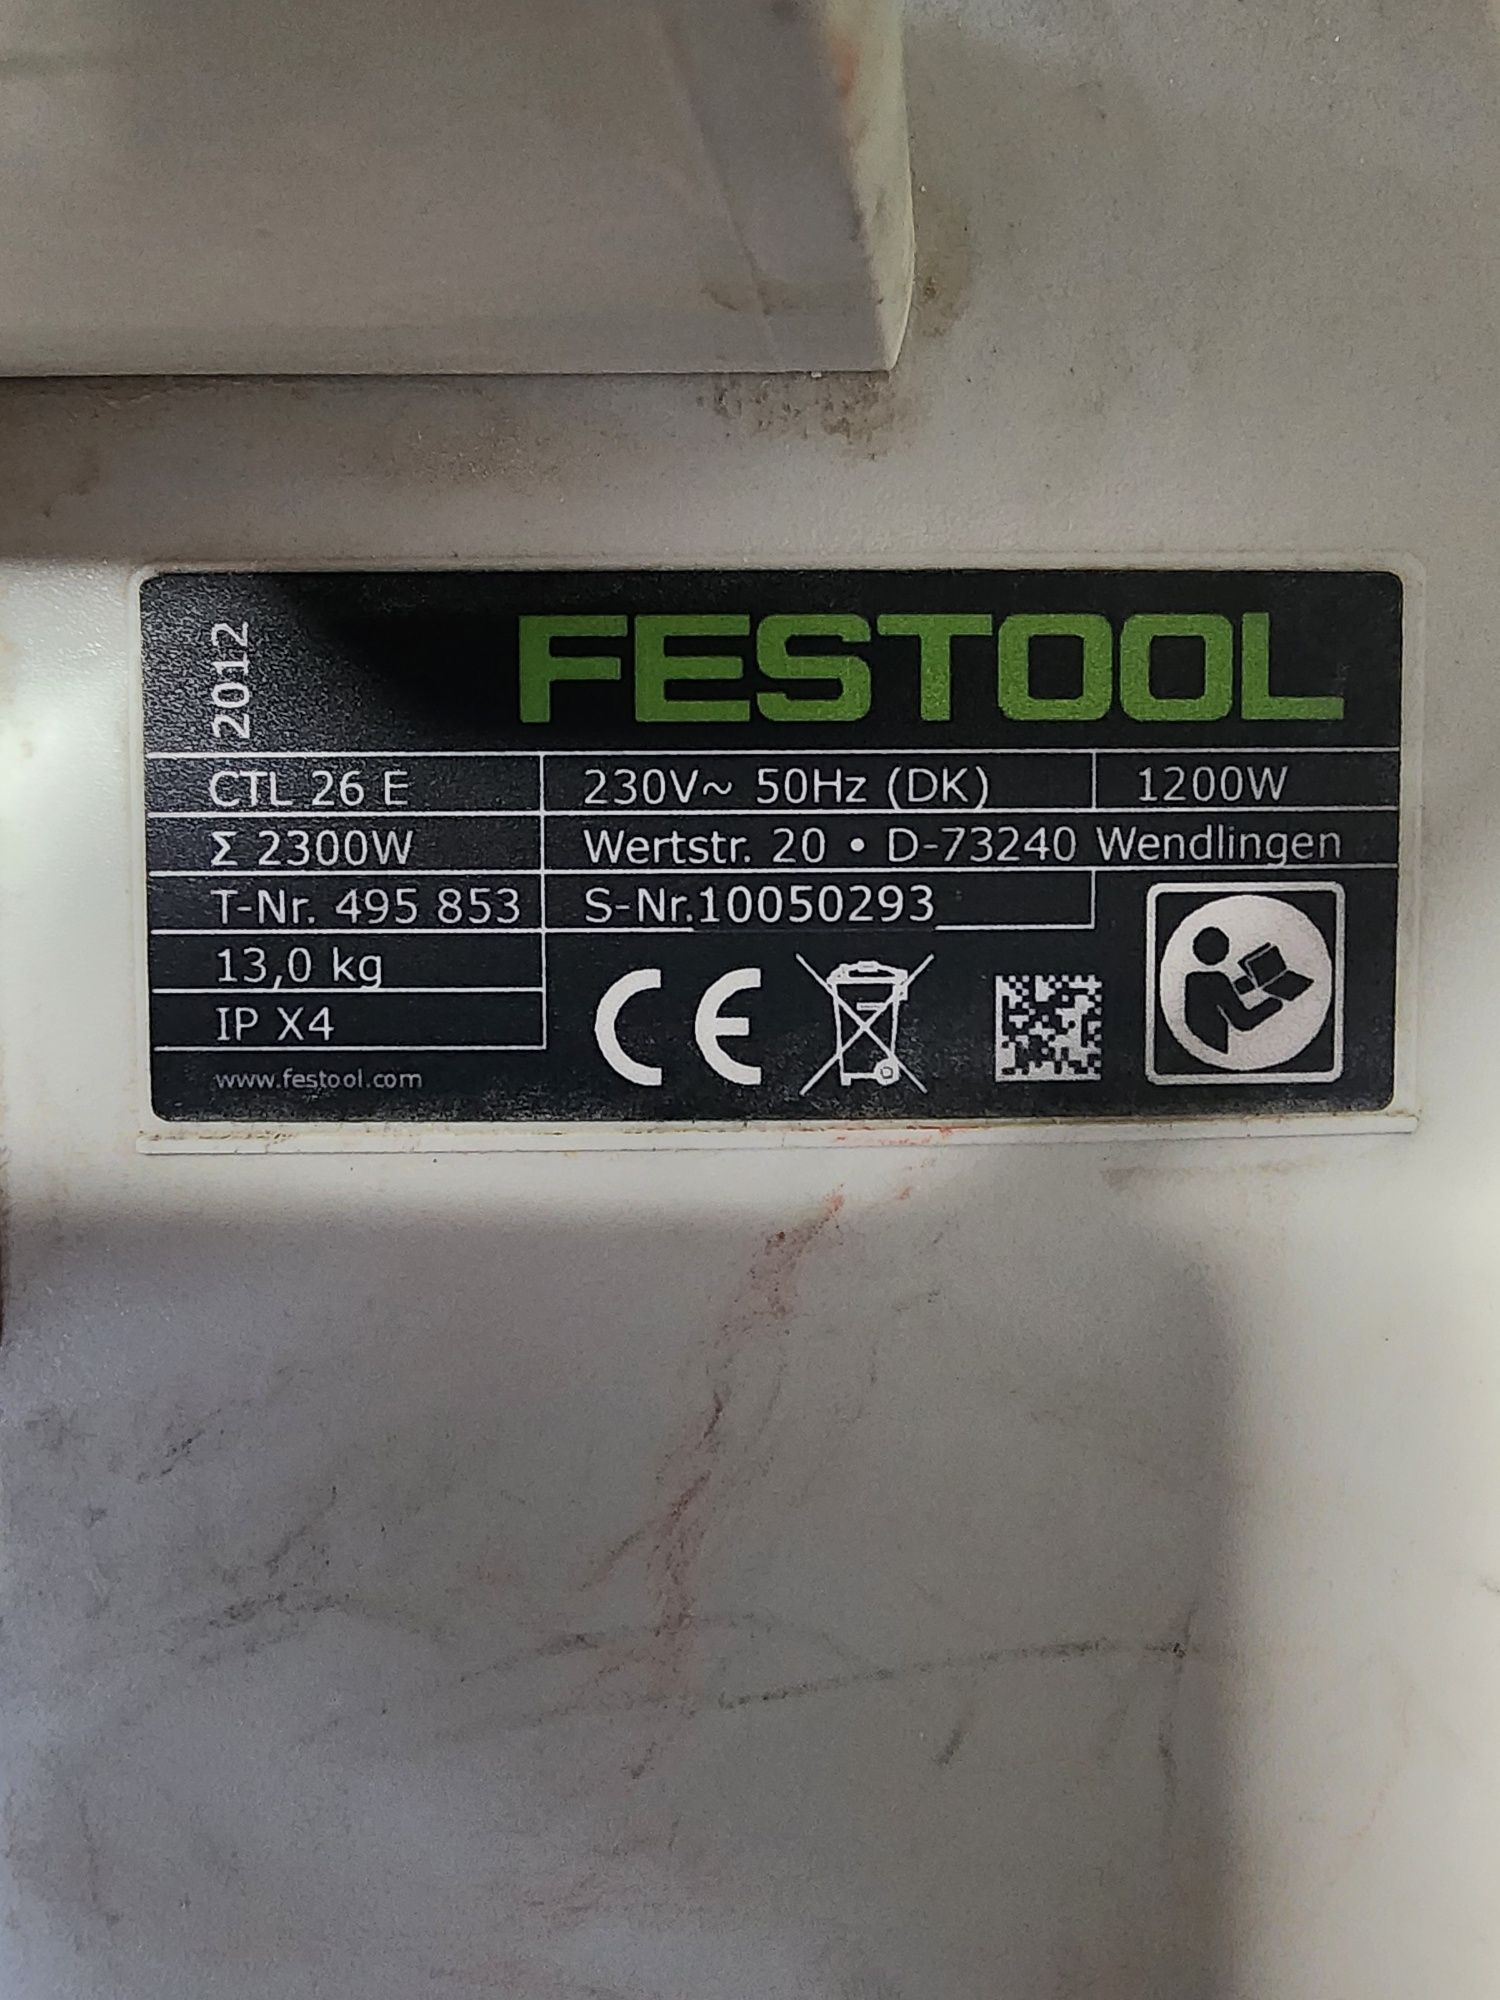 2012
FESTOOL
CTL 26 E 230V~ 50Hz (DK) 1200W
Σ 2300W Wertstr. 20 • D-73240 Wendlingen
T-Nr. 495 853 S-Nr.10050293
13,0 kg
IP X4
CE
www.festool.com